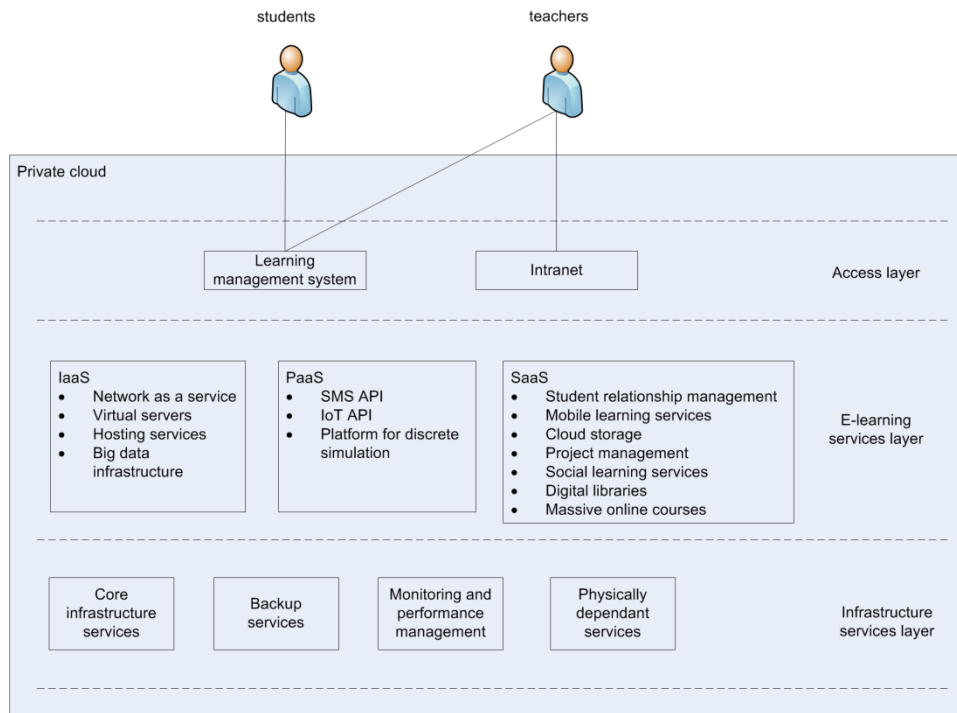 students
teachers
Private cloud
Learning
management system
Intranet
Access layer
IaaS
• Network as a service
• Virtual servers
• Hosting services
• Big data
infrastructure
PaaS
• SMS API
• IoT API
• Platform for discrete
simulation
SaaS
• Student relationship management
• Mobile learning services
• Cloud storage
• Project management
• Social learning services
• Digital libraries
• Massive online courses
E-learning
services layer
Core
infrastructure
services
Backup
services
Monitoring and
performance
management
Physically
dependant
services
Infrastructure
services layer